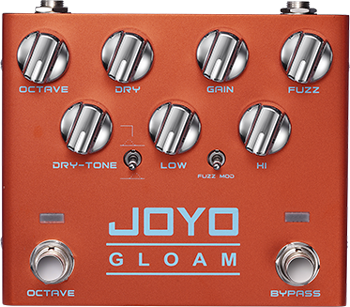 OCTAVE DRY GAIN FUZZ
DRY-TONE LOW HI
FUZZ MOD
JOYO
GLOAM
OCTAVE BYPASS